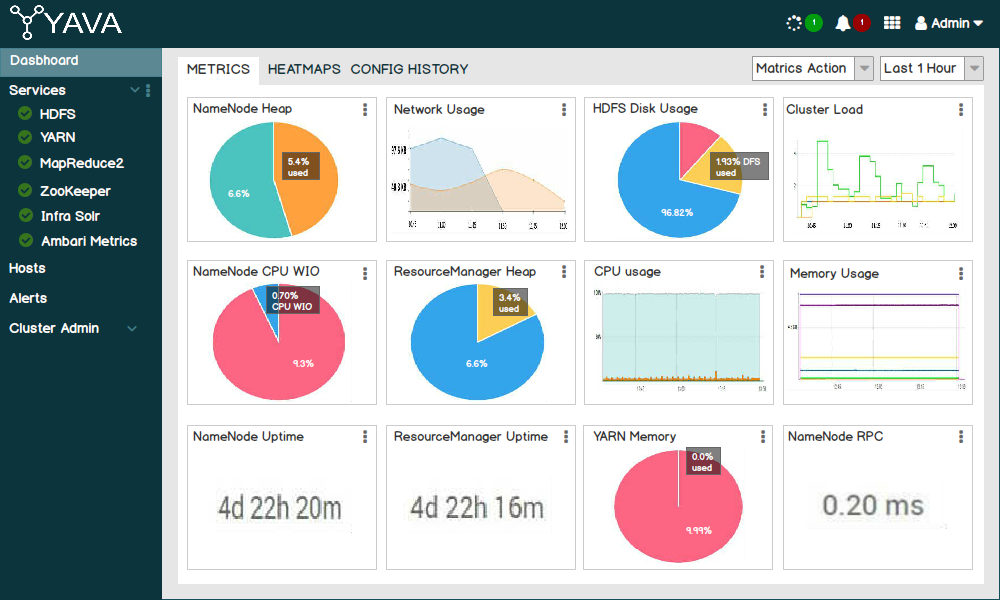 YAVA
1
1
Admin
Dasbhoard
Services
HDFS
YARN
MapReduce2
ZooKeeper
Infra Solr
Ambari Metrics
Hosts
Alerts
Cluster Admin
METRICS HEATMAPS CONFIG HISTORY
Matrics Action
Last 1 Hour
NameNode Heap
5.4%
used
6.6%
Network Usage
HDFS Disk Usage
1.93% DFS
used
96.82%
Cluster Load
NameNode CPU WIO
0.70%
CPU WIO
9.3%
ResourceManager Heap
3.4%
used
6.6%
CPU usage
Memory Usage
NameNode Uptime
4d 22h 20m
ResourceManager Uptime
4d 22h 16m
YARN Memory
0.0%
used
9.99%
NameNode RPC
0.20 ms